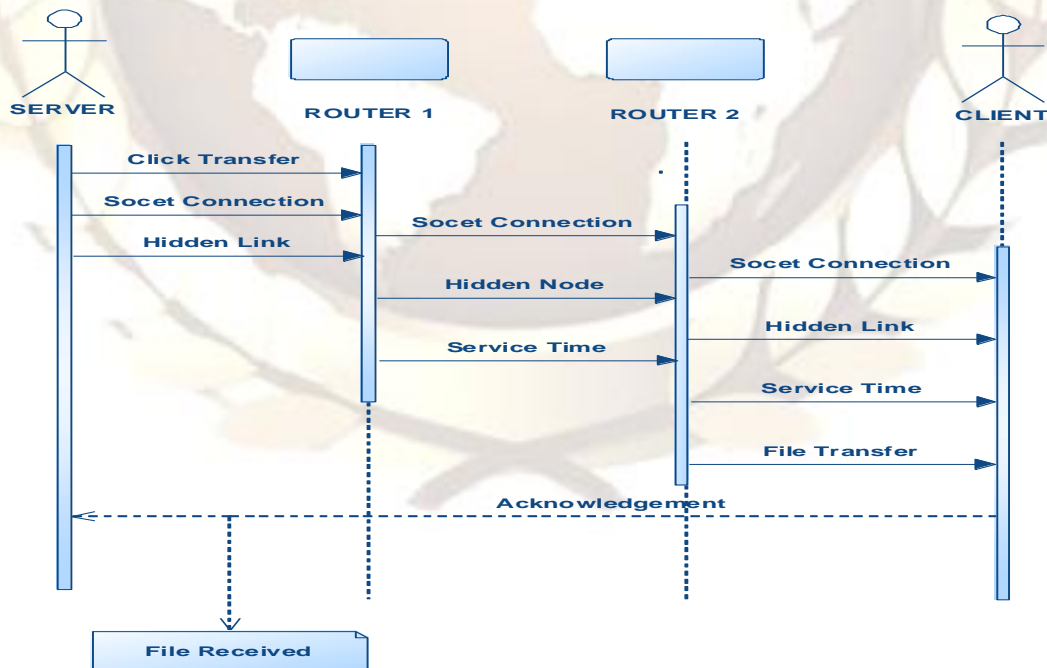 SERVER
ROUTER 1
ROUTER 2
CLIENT
Click Transfer
Socet Connection
Hidden Link
Socet Connection
Hidden Node
Service Time
Socet Connection
Hidden Link
Service Time
File Transfer
Acknowledgement
File Received